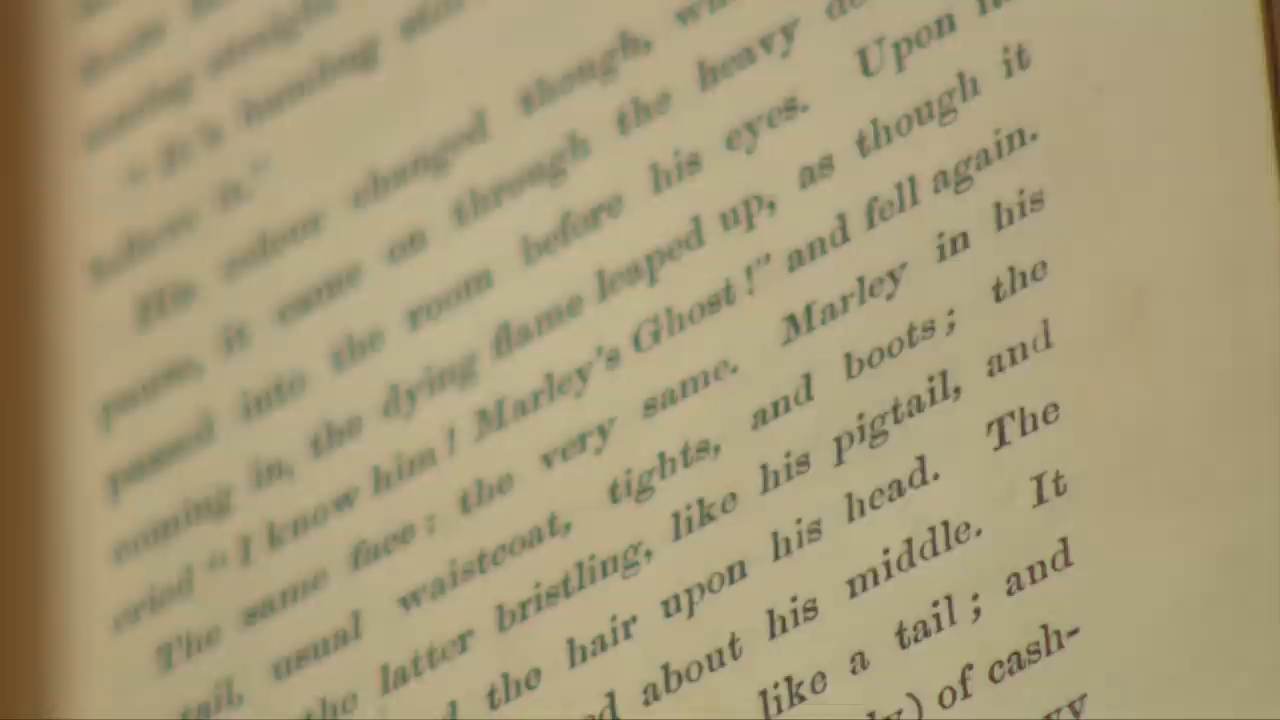 "It's humbug still
believe it."
His colour changed though,
pause, it came on through the heavy
passed into the room before his eyes. Upon
coming in, the dying flame leaped up, as though it
cried "I know him! Marley's Ghost!" and fell again.
The same face: the very same. Marley in his
tail, usual waistcoat, tights, and boots; the
the latter bristling, like his pigtail, and
the hair upon his head. The
about his middle. It
like a tail; and
of cash-